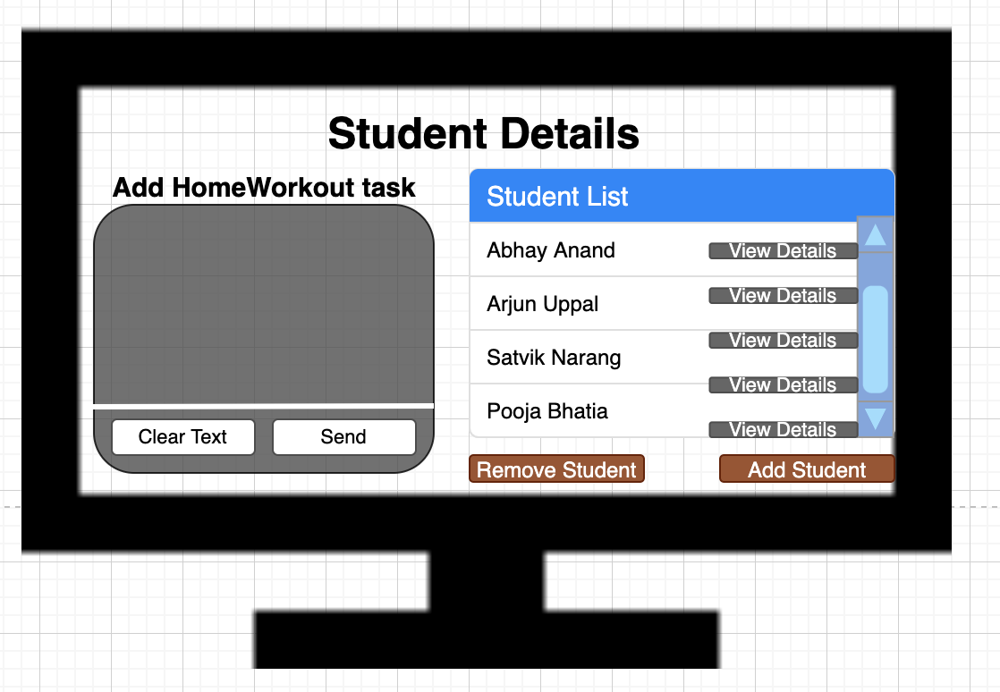 Student Details
Add HomeWorkout task
Clear Text
Send
Student List
Abhay Anand
View Details
Arjun Uppal
View Details
View Details
Satvik Narang
View Details
Pooja Bhatia
View Details
Remove Student
Add Student